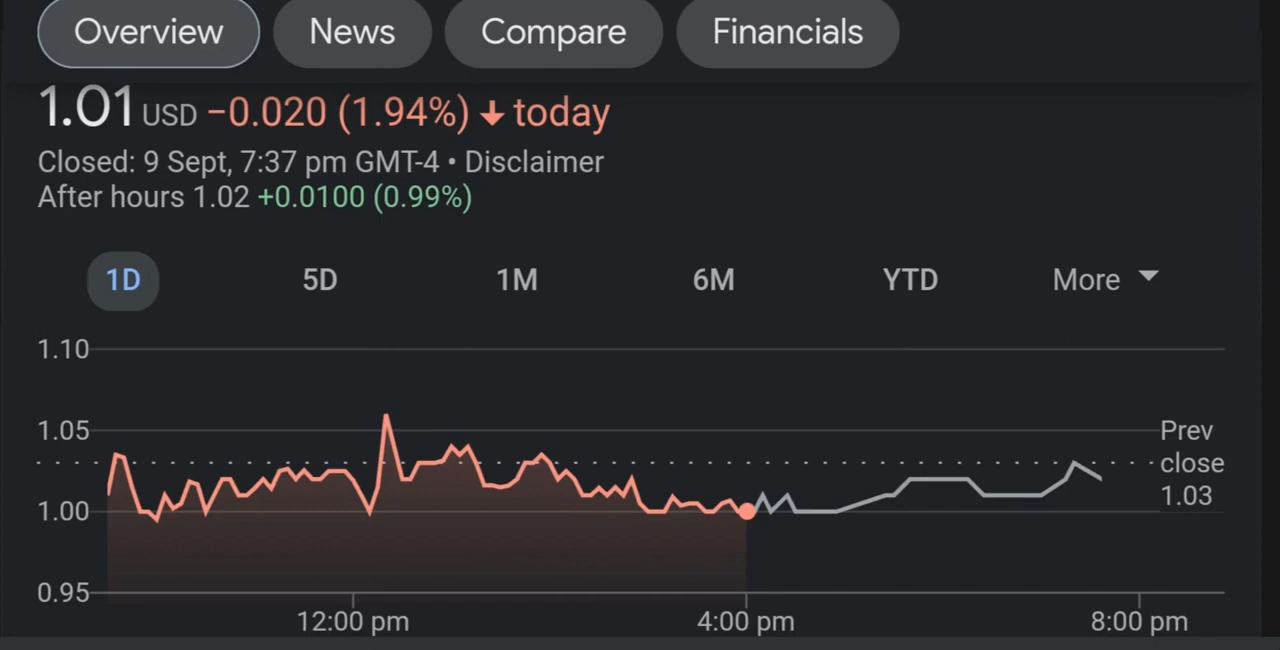 Overview News Compare Financials
1.01 USD −0.020 (1.94%) ↓ today
Closed: 9 Sept, 7:37 pm GMT-4 • Disclaimer
After hours 1.02 +0.0100 (0.99%)
1D 5D 1M 6M YTD More
1.10
1.05
1.00
0.95
Prev
close
1.03
12:00 pm 4:00 pm 8:00 pm